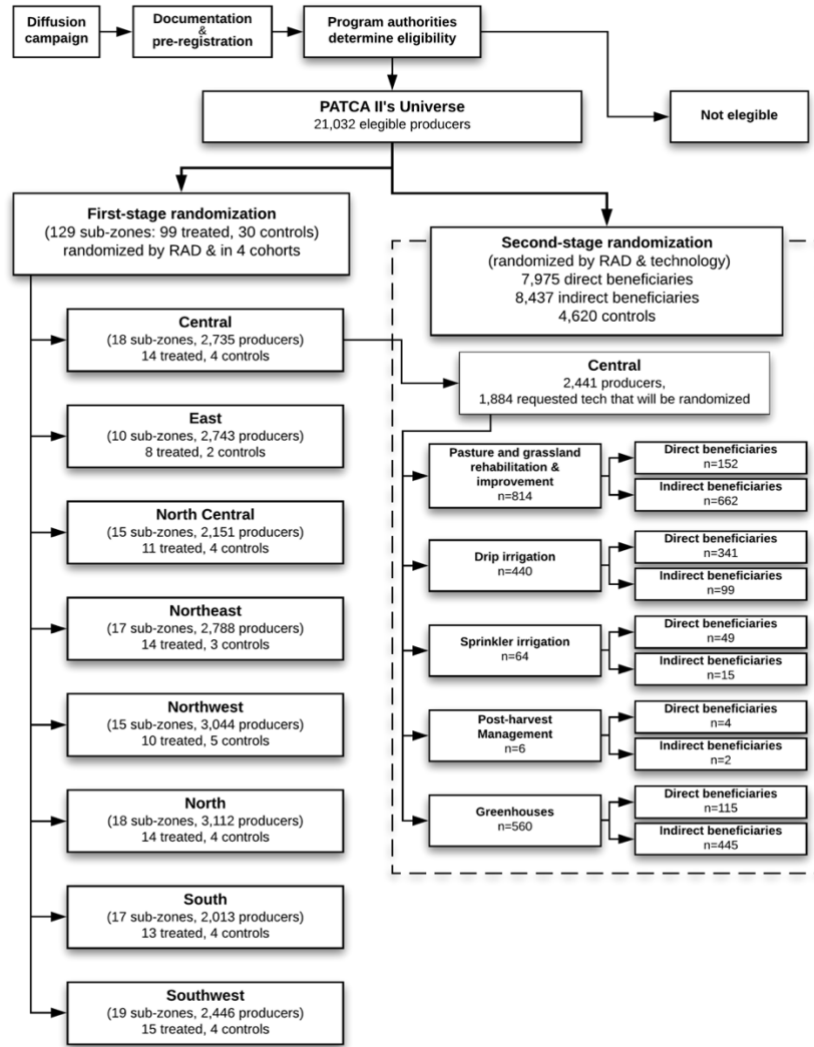 Diffusion
campaign
Documentation
&
pre-registration
Program authorities
determine eligibility
PATCA II's Universe
21,032 elegible producers
Not elegible
First-stage randomization
(129 sub-zones: 99 treated, 30 controls)
randomized by RAD & in 4 cohorts
Second-stage randomization
(randomized by RAD & technology)
7,975 direct beneficiaries
8,437 indirect beneficiaries
4,620 controls
Central
(18 sub-zones, 2,735 producers)
14 treated, 4 controls
East
(10 sub-zones, 2,743 producers)
8 treated, 2 controls
North Central
(15 sub-zones, 2,151 producers)
11 treated, 4 controls
Northeast
(17 sub-zones, 2,788 producers)
14 treated, 3 controls
Northwest
(15 sub-zones, 3,044 producers)
10 treated, 5 controls
North
(18 sub-zones, 3,112 producers)
14 treated, 4 controls
South
(17 sub-zones, 2,013 producers)
13 treated, 4 controls
Southwest
(19 sub-zones, 2,446 producers)
15 treated, 4 controls
Central
2,441 producers,
1,884 requested tech that will be randomized
Pasture and grassland
rehabilitation &
improvement
n=814
Direct beneficiaries
n=152
Indirect beneficiaries
n=662
Drip irrigation
n=440
Direct beneficiaries
n=341
Indirect beneficiaries
n=99
Sprinkler irrigation
n=64
Direct beneficiaries
n=49
Indirect beneficiaries
n=15
Post-harvest
Management
n=6
Direct beneficiaries
n=4
Indirect beneficiaries
n=2
Greenhouses
n=560
Direct beneficiaries
n=115
Indirect beneficiaries
n=445